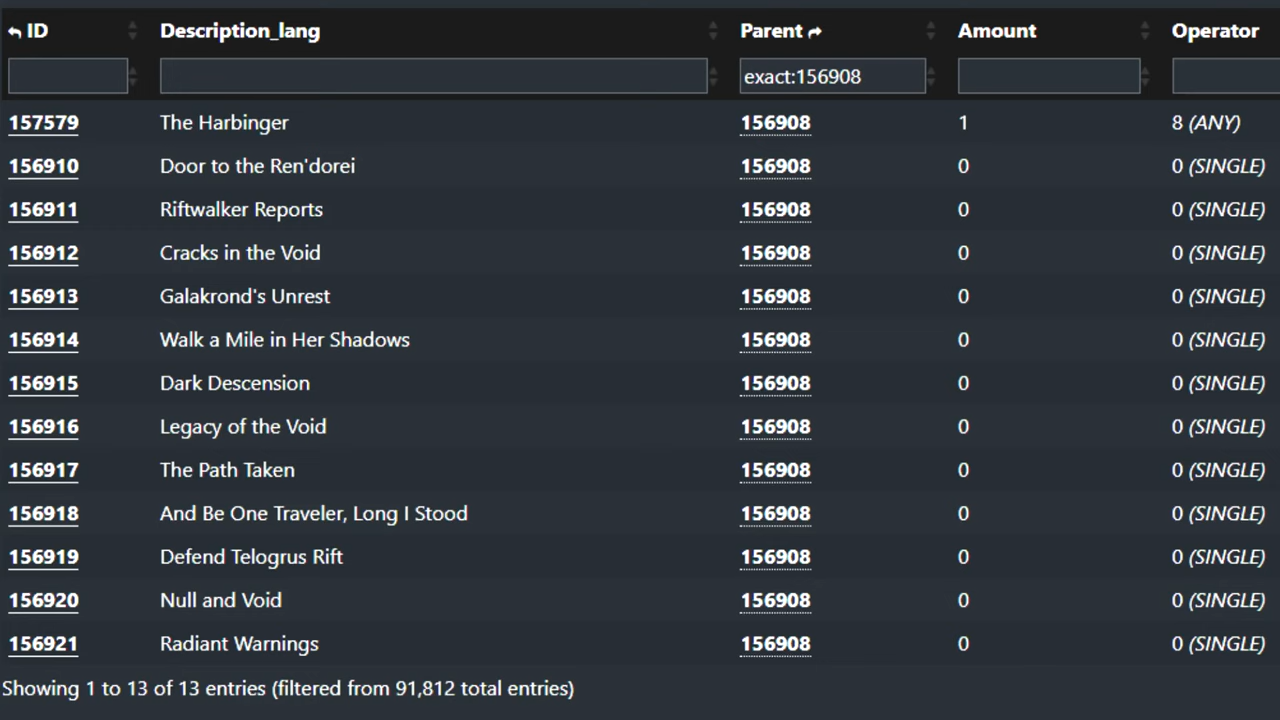 ID Description_lang Parent Amount Operator
exact:156908
157579 The Harbinger 156908 1 8 (ANY)
156910 Door to the Ren'dorei 156908 0 0 (SINGLE)
156911 Riftwalker Reports 156908 0 0 (SINGLE)
156912 Cracks in the Void 156908 0 0 (SINGLE)
156913 Galakrond's Unrest 156908 0 0 (SINGLE)
156914 Walk a Mile in Her Shadows 156908 0 0 (SINGLE)
156915 Dark Descension 156908 0 0 (SINGLE)
156916 Legacy of the Void 156908 0 0 (SINGLE)
156917 The Path Taken 156908 0 0 (SINGLE)
156918 And Be One Traveler, Long I Stood 156908 0 0 (SINGLE)
156919 Defend Telogrus Rift 156908 0 0 (SINGLE)
156920 Null and Void 156908 0 0 (SINGLE)
156921 Radiant Warnings 156908 0 0 (SINGLE)
Showing 1 to 13 of 13 entries (filtered from 91,812 total entries)